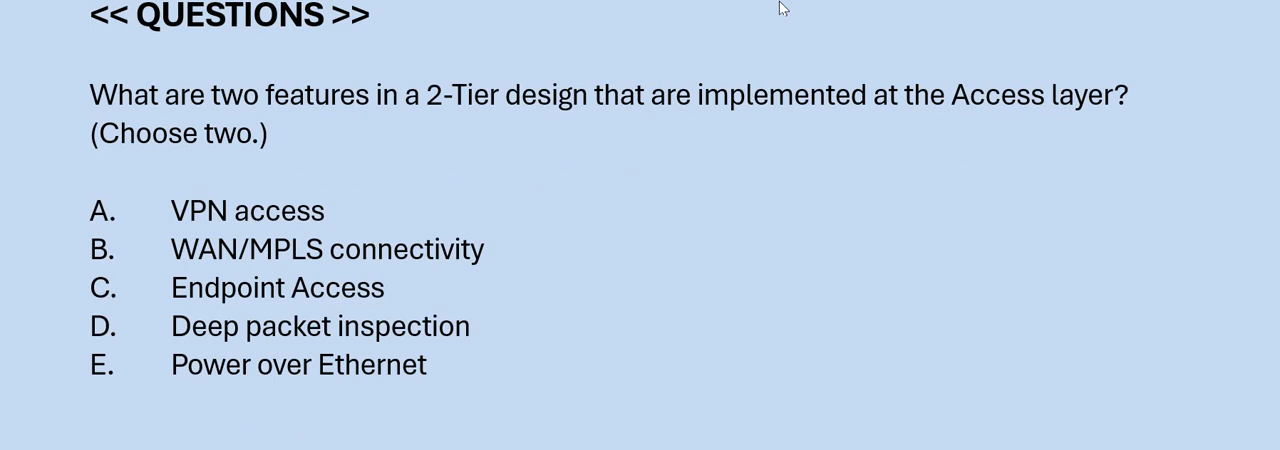 << QUESTIONS >>
What are two features in a 2-Tier design that are implemented at the Access layer?
(Choose two.)
A. VPN access
B. WAN/MPLS connectivity
C. Endpoint Access
D. Deep packet inspection
E. Power over Ethernet